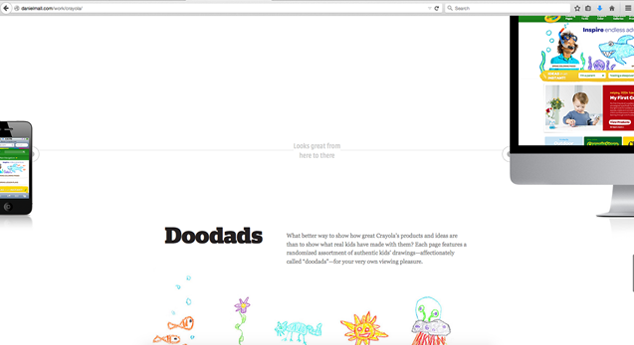 danielmall.com/work/crayola/
Search
Inspire endless
My First
Looks great from
here to there
Doodads
What better way to show how great Crayola's products and ideas are
than to show what real kids have made with them? Each page features a
randomized assortment of authentic kids' drawings—affectionately
called "doodads"—for your very own viewing pleasure.